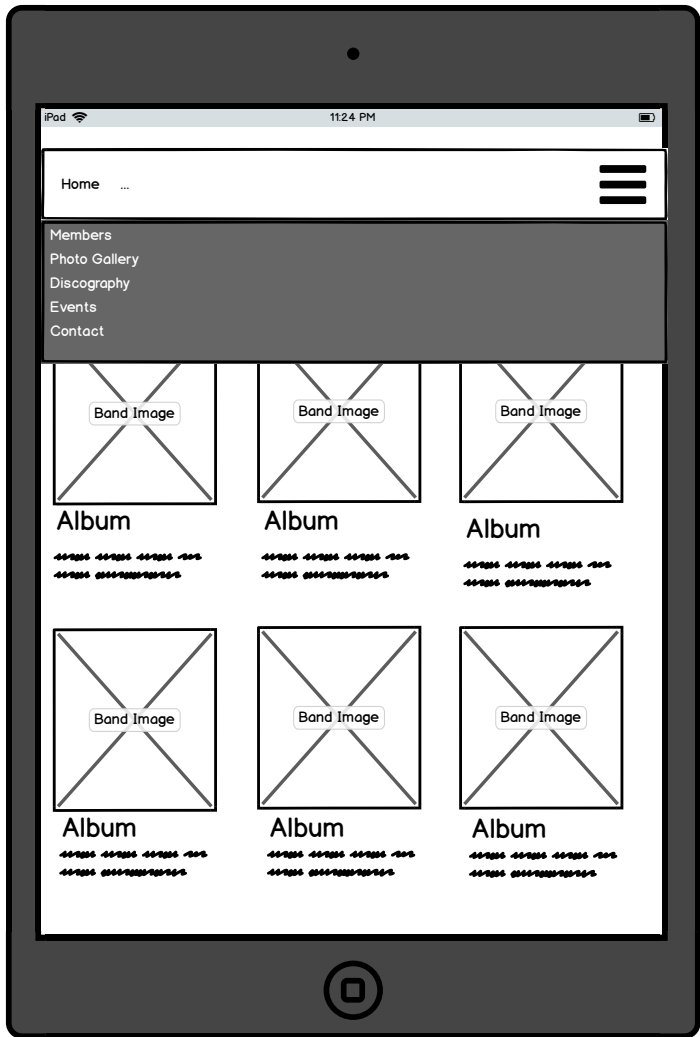 iPad 11:24 PM
Home ...
Members
Photo Gallery
Discography
Events
Contact
Band Image Band Image Band Image
Album Album Album
Band Image Band Image Band Image
Album Album Album